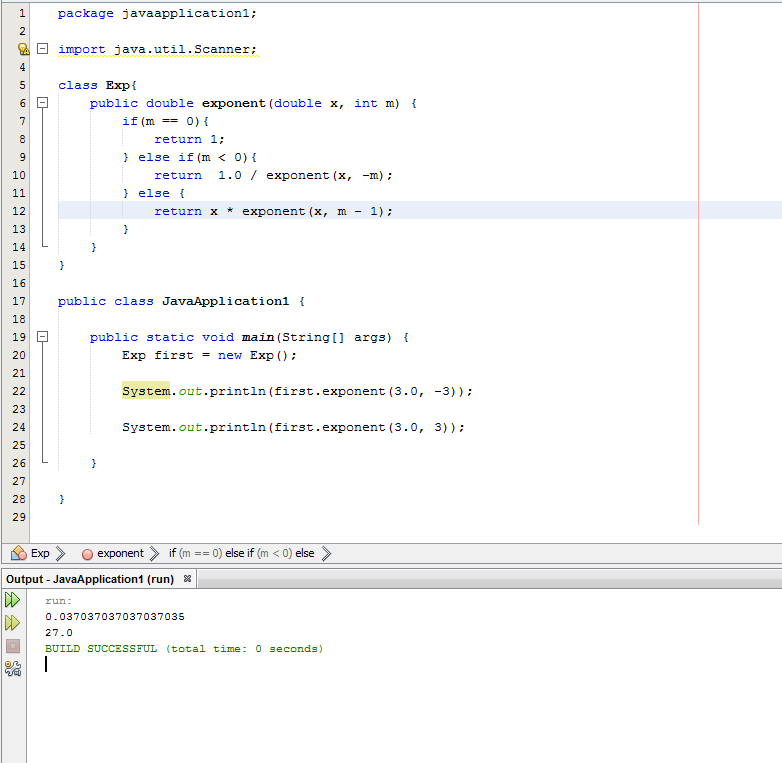 1 package javaapplication1;
2
3 import java.util.Scanner;
4
5 class Exp{
6     public double exponent(double x, int m) {
7         if(m == 0){
8             return 1;
9         } else if(m < 0){
10             return  1.0 / exponent(x, -m);
11         } else {
12             return x * exponent(x, m - 1);
13         }
14     }
15 }
16
17 public class JavaApplication1 {
18
19     public static void main(String[] args) {
20         Exp first = new Exp();
21
22         System.out.println(first.exponent(3.0, -3));
23
24         System.out.println(first.exponent(3.0, 3));
25
26     }
27
28 }
29
Exp exponent if (m == 0) else if (m < 0) else
Output - JavaApplication1 (run)
run:
0.037037037037037035
27.0
BUILD SUCCESSFUL (total time: 0 seconds)